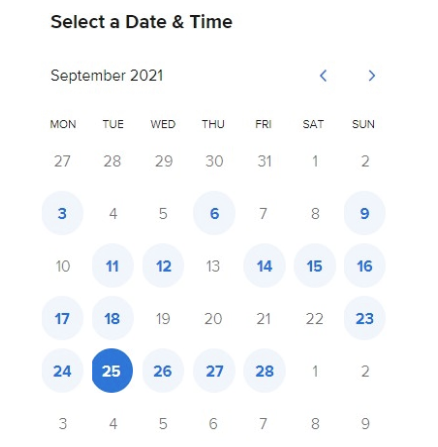 Select a Date & Time
September 2021
MON TUE WED THU FRI SAT SUN
27 28 29 30 31 1 2
3 4 5 6 7 8 9
10 11 12 13 14 15 16
17 18 19 20 21 22 23
24 25 26 27 28 1 2
3 4 5 6 7 8 9